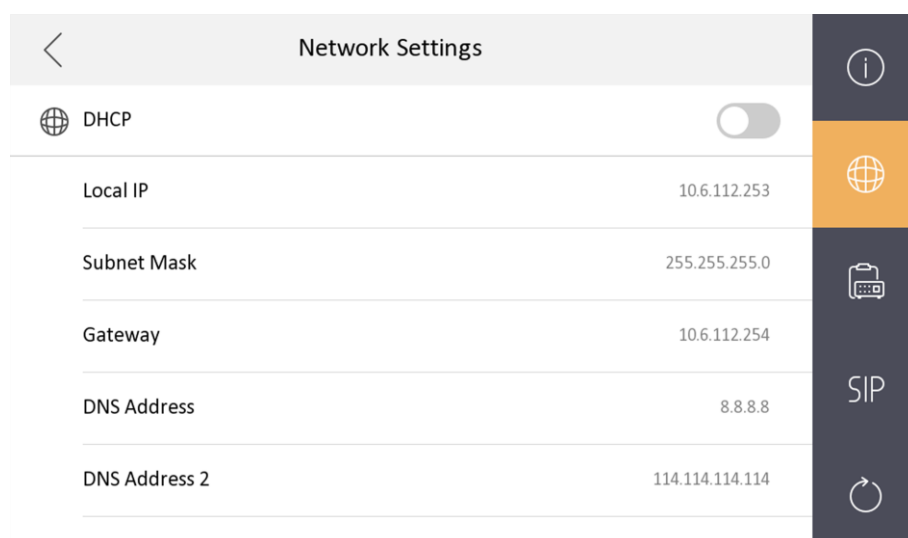 Network Settings
DHCP
Local IP 10.6.112.253
Subnet Mask 255.255.255.0
Gateway 10.6.112.254
DNS Address 8.8.8.8
DNS Address 2 114.114.114.114
SIP